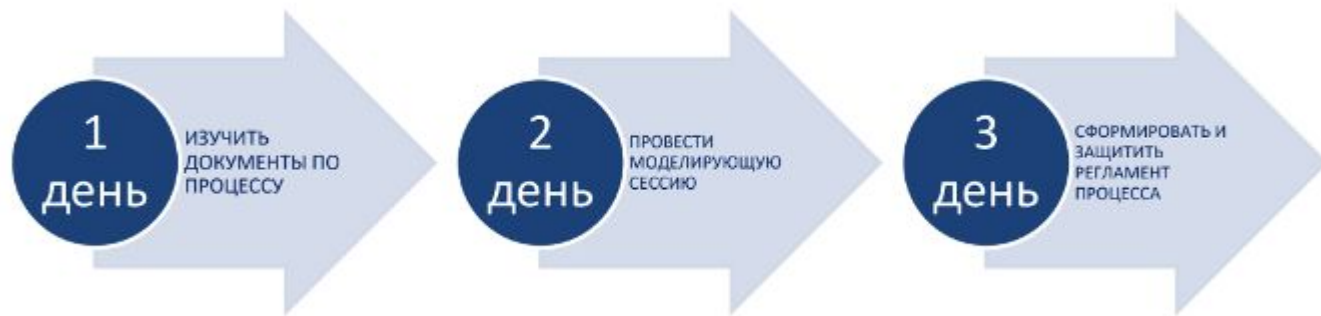 1
день
ИЗУЧИТЬ
ДОКУМЕНТЫ ПО
ПРОЦЕССУ
2
день
ПРОВЕСТИ
МОДЕЛИРУЮЩУЮ
СЕССИЮ
3
день
СФОРМИРОВАТЬ И
ЗАЩИТИТЬ
РЕГЛАМЕНТ
ПРОЦЕССА